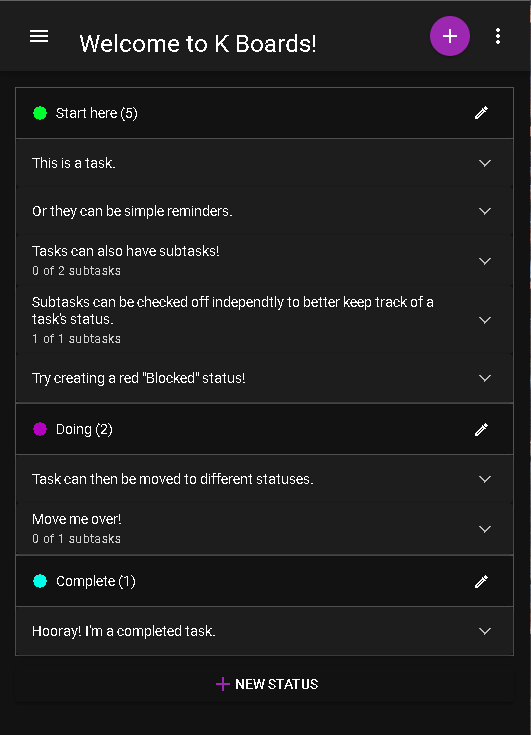 Welcome to K Boards!
Start here (5)
This is a task.
Or they can be simple reminders.
Tasks can also have subtasks!
0 of 2 subtasks
Subtasks can be checked off independtly to better keep track of a
task's status.
1 of 1 subtasks
Try creating a red "Blocked" status!
Doing (2)
Task can then be moved to different statuses.
Move me over!
0 of 1 subtasks
Complete (1)
Hooray! I'm a completed task.
NEW STATUS